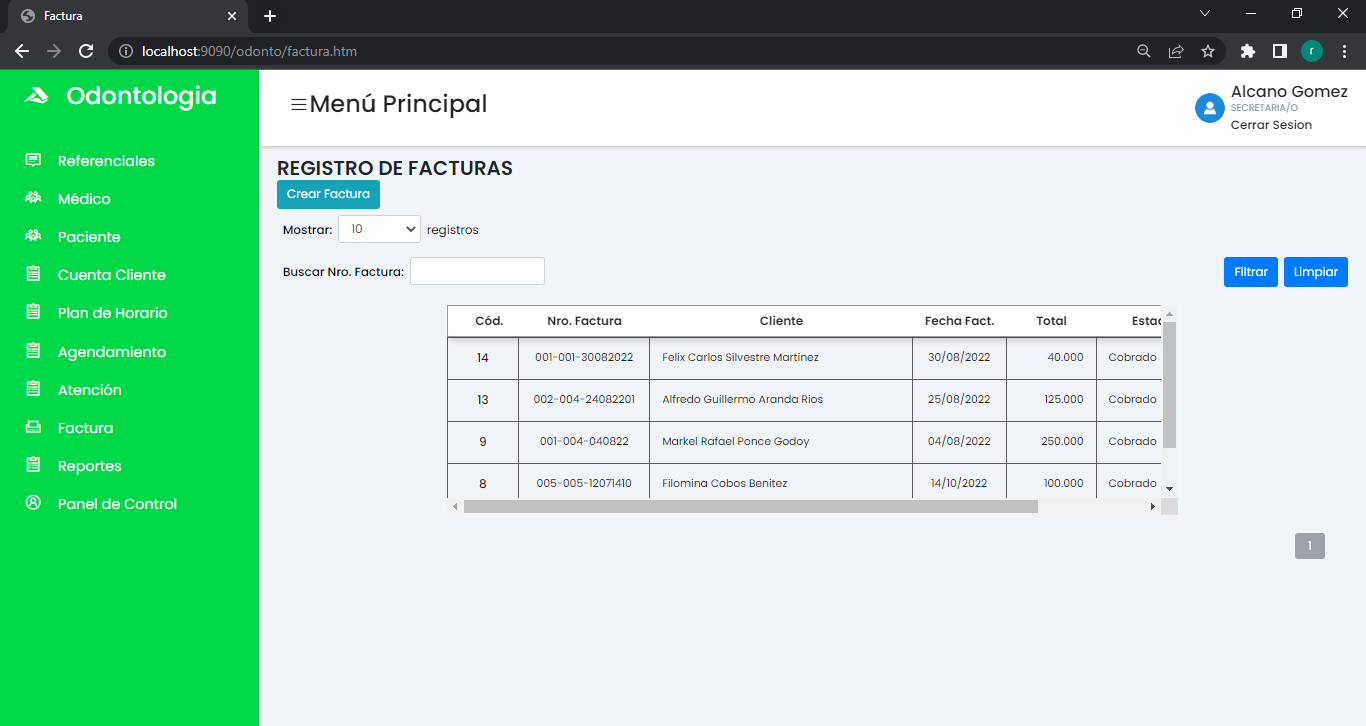 Factura
localhost:9090/odonto/factura.htm
r
Odontologia
Menú Principal
Alcano Gomez
SECRETARIA/O
Cerrar Sesion
Referenciales
Médico
Paciente
Cuenta Cliente
Plan de Horario
Agendamiento
Atención
Factura
Reportes
Panel de Control
REGISTRO DE FACTURAS
Crear Factura
Mostrar: 10 registros
Buscar Nro. Factura:
Filtrar Limpiar
Cód. Nro. Factura Cliente Fecha Fact. Total Estad
14 001-001-30082022 Felix Carlos Silvestre Martinez 30/08/2022 40.000 Cobrado
13 002-004-24082201 Alfredo Guillermo Aranda Rios 25/08/2022 125.000 Cobrado
9 001-004-040822 Markel Rafael Ponce Godoy 04/08/2022 250.000 Cobrado
8 005-005-12071410 Filomina Cobos Benitez 14/10/2022 100.000 Cobrado
1